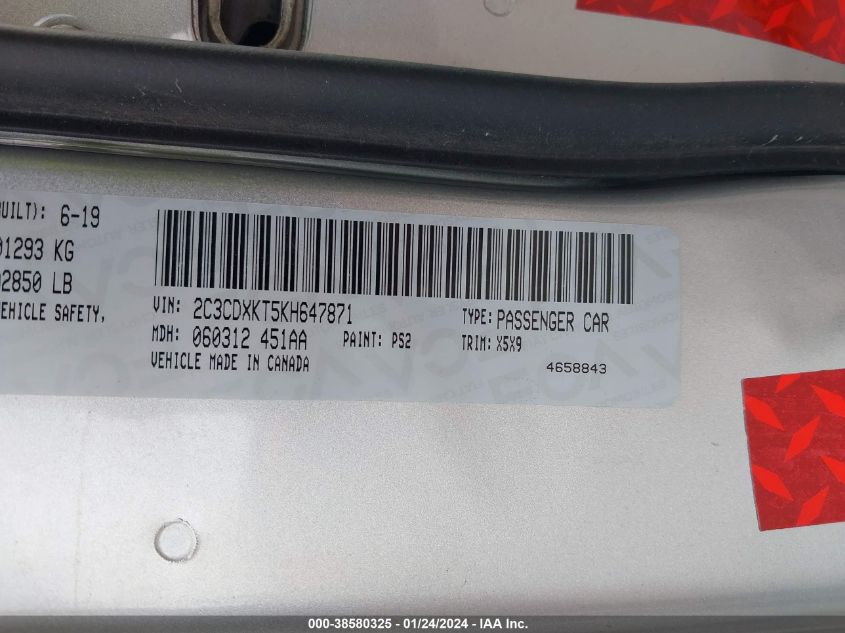 UILT): 6-19
01293 KG
02850 LB
VEHICLE SAFETY,
VIN: 2C3CDXKT5KH647871
TYPE: PASSENGER CAR
MDH: 060312 451AA
PAINT: PS2
TRIM: X5X9
VEHICLE MADE IN CANADA
4658843
000-38580325 - 01/24/2024 - IAA Inc.